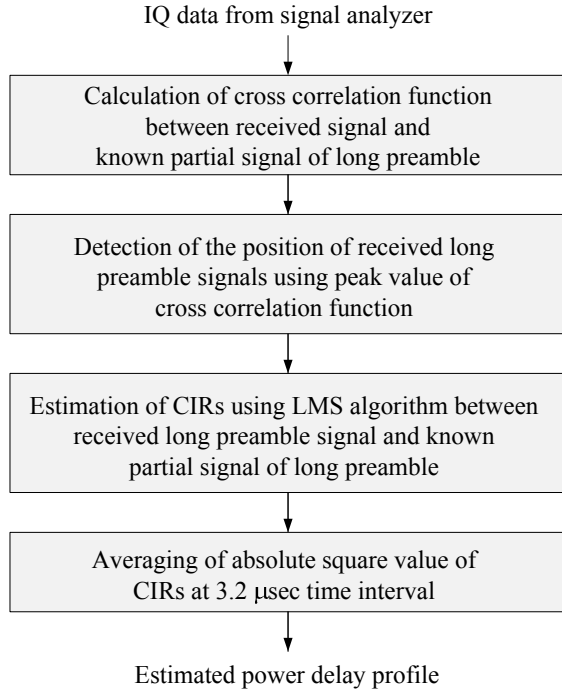 IQ data from signal analyzer
Calculation of cross correlation function
between received signal and
known partial signal of long preamble
Detection of the position of received long
preamble signals using peak value of
cross correlation function
Estimation of CIRs using LMS algorithm between
received long preamble signal and known
partial signal of long preamble
Averaging of absolute square value of
CIRs at 3.2 μsec time interval
Estimated power delay profile